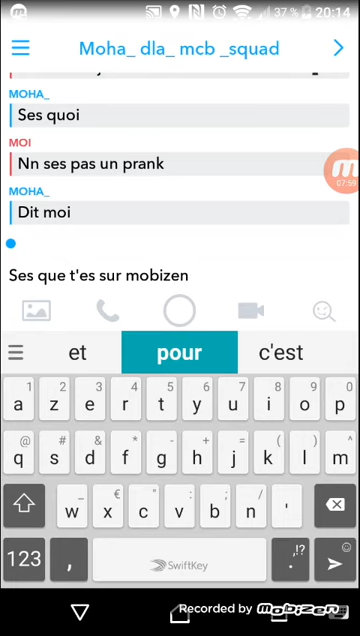 37 % 20:14
Moha_ dla_ mcb _squad
MOHA_
Ses quoi
MOI
Nn ses pas un prank
07:59
MOHA_
Dit moi
Ses que t'es sur mobizen
et pour c'est
1 2 3 4 5 6 7 8 9 0
a z e r t y u i o p
@ # & * - + = ( )
q s d f g h j k l m
_ € " : ; /
w x c v b n '
123 , SwiftKey ,!? .
Recorded by mobizen